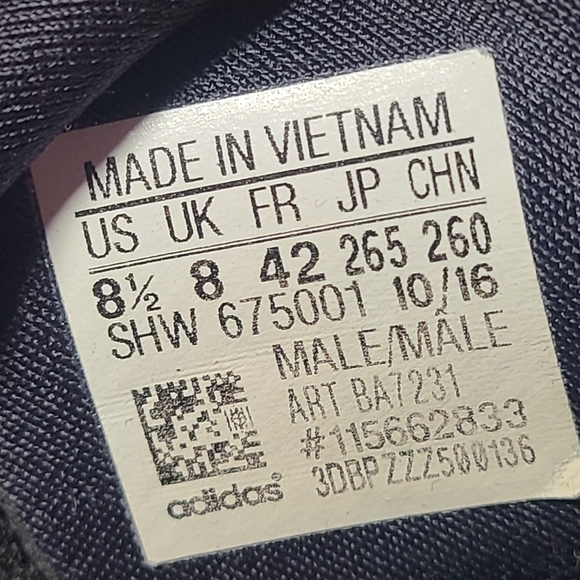 MADE IN VIETNAM
US UK FR JP CHN
8½ 8 42 265 260
SHW 675001 10/16
MALE/MÂLE
ART BA7231
#115662833
3DBPZZZ500136
adidas